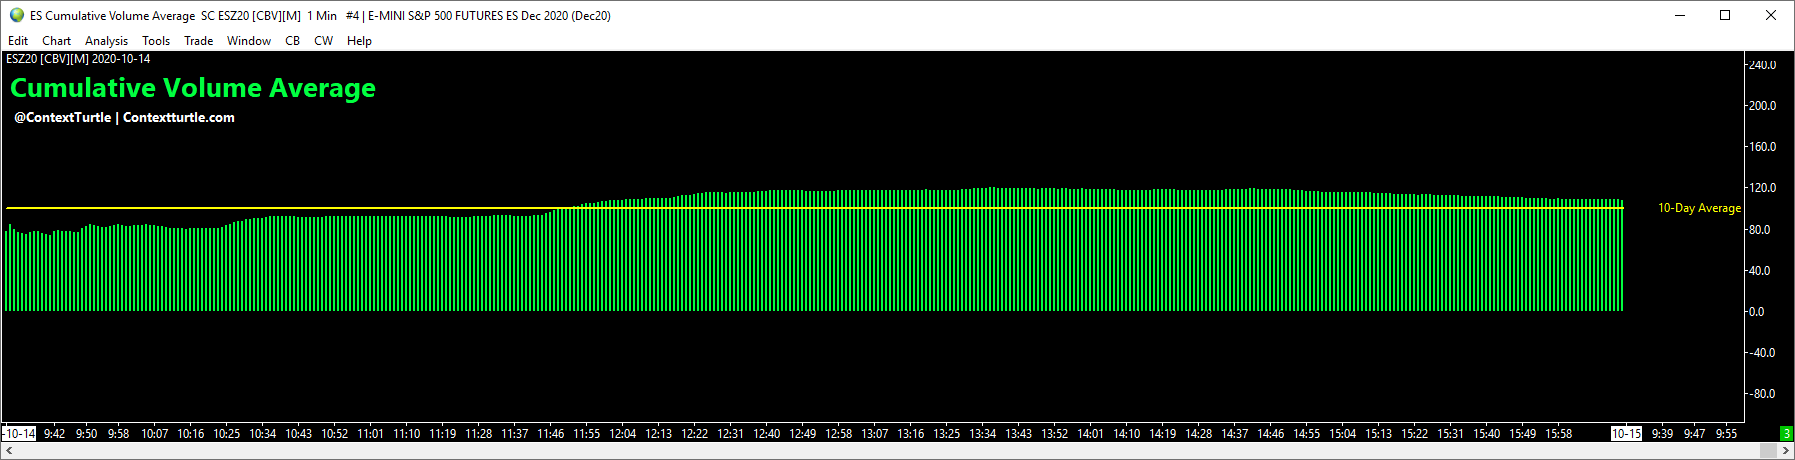 ES Cumulative Volume Average SC ESZ20 [CBV][M] 1 Min #4 | E-MINI S&P 500 FUTURES ES Dec 2020 (Dec20)
Edit Chart Analysis Tools Trade Window CB CW Help
ESZ20 [CBV][M] 2020-10-14
Cumulative Volume Average
@ContextTurtle | Contextturtle.com
240.0
200.0
160.0
120.0
10-Day Average
80.0
40.0
0.0
-40.0
-80.0
-10-14 9:42 9:50 9:58 10:07 10:16 10:25 10:34 10:43 10:52 11:01 11:10 11:19 11:28 11:37 11:46 11:55 12:04 12:13 12:22 12:31 12:40 12:49 12:58 13:07 13:16 13:25 13:34 13:43 13:52 14:01 14:10 14:19 14:28 14:37 14:46 14:55 15:04 15:13 15:22 15:31 15:40 15:49 15:58 10-15 9:39 9:47 9:55 3